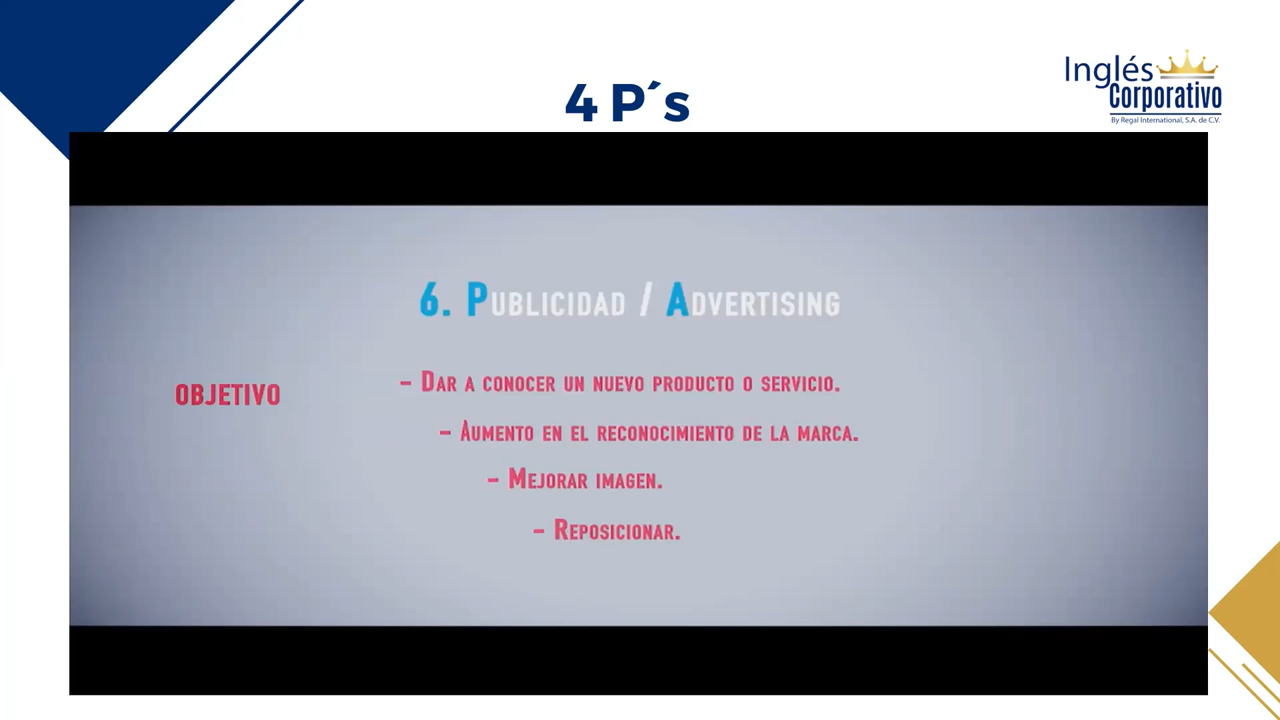 4 P´s
Inglés
Corporativo
By Regal International, S.A. de C.V.
6. Publicidad / Advertising
OBJETIVO
- Dar a conocer un nuevo producto o servicio.
- Aumento en el reconocimiento de la marca.
- Mejorar imagen.
- Reposicionar.